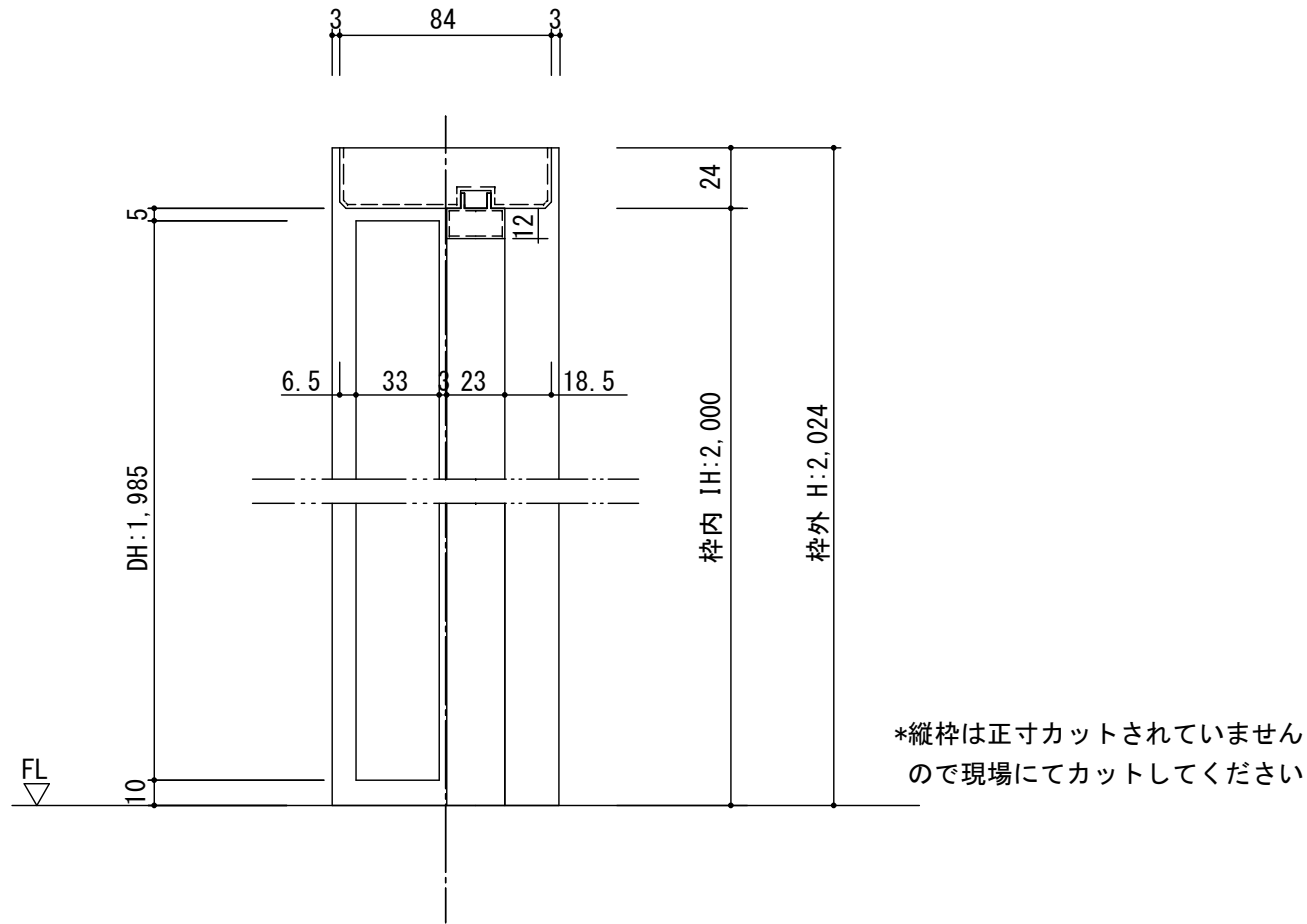 3 84 3
24
5
12
6.5 33 3 23 18.5
DH:1,985
枠内 IH:2,000
枠外 H:2,024
*縦枠は正寸カットされていません
ので現場にてカットしてください
FL
10